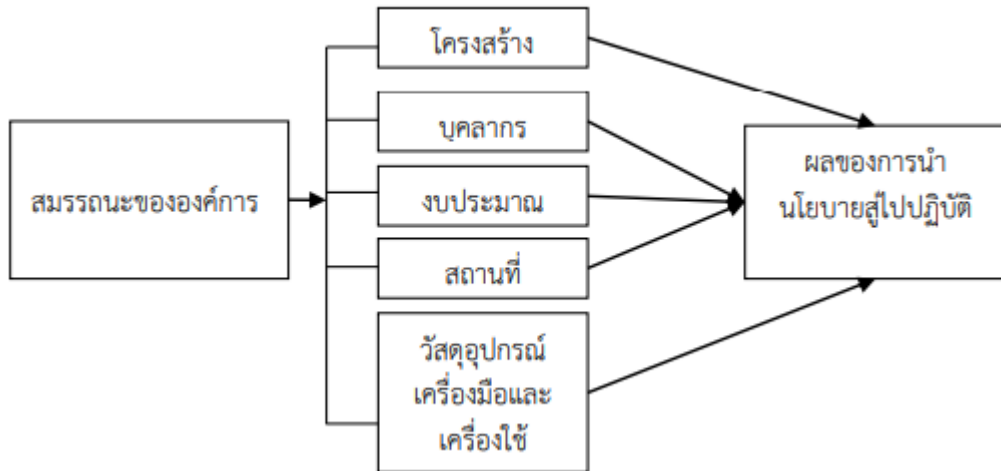 โครงสร้าง
บุคลากร
สมรรถนะขององค์การ
งบประมาณ
สถานที่
วัสดุอุปกรณ์
เครื่องมือและ
เครื่องใช้
ผลของการนำ
นโยบายสู่ไปปฏิบัติ